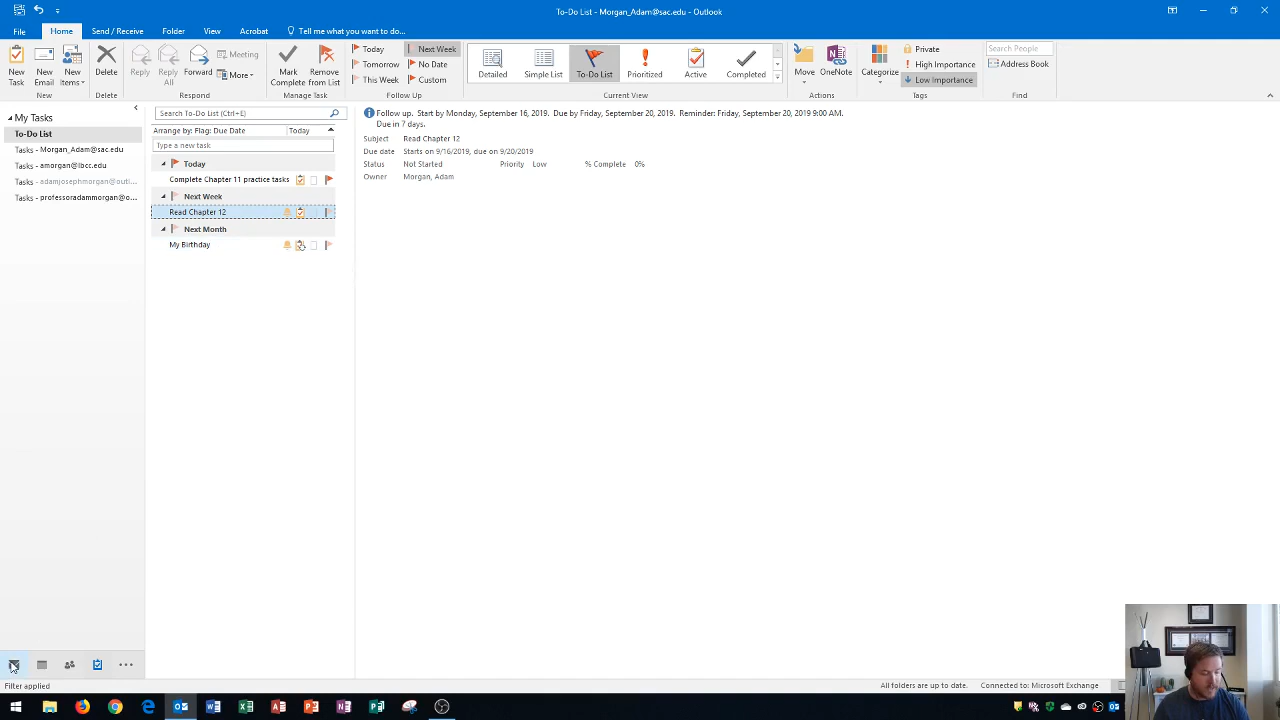 To-Do List - Morgan_Adam@sac.edu - Outlook
File
Home
Send / Receive
Folder
View
Acrobat
Tell me what you want to do...
New Task
New Email
New Items
New
Delete
Delete
Reply
Reply All
Forward
Meeting
More
Respond
Mark Complete
Remove from List
Manage Task
Today
Tomorrow
This Week
Next Week
No Date
Custom
Follow Up
Detailed
Simple List
To-Do List
Prioritized
Active
Completed
Current View
Move
OneNote
Actions
Categorize
Private
High Importance
Low Importance
Tags
Search People
Address Book
Find
My Tasks
To-Do List
Tasks - Morgan_Adam@sac.edu
Tasks - amorgan@lbcc.edu
Tasks - adamjosephmorgan@outl...
Tasks - professoradammorgan@o...
Search To-Do List (Ctrl+E)
Arrange by: Flag: Due Date
Today
Type a new task
Today
Complete Chapter 11 practice tasks
Next Week
Read Chapter 12
Next Month
My Birthday
Follow up. Start by Monday, September 16, 2019. Due by Friday, September 20, 2019. Reminder: Friday, September 20, 2019 9:00 AM.
Due in 7 days.
Subject Read Chapter 12
Due date Starts on 9/16/2019, due on 9/20/2019
Status Not Started Priority Low % Complete 0%
Owner Morgan, Adam
Filter applied
All folders are up to date.
Connected to: Microsoft Exchange